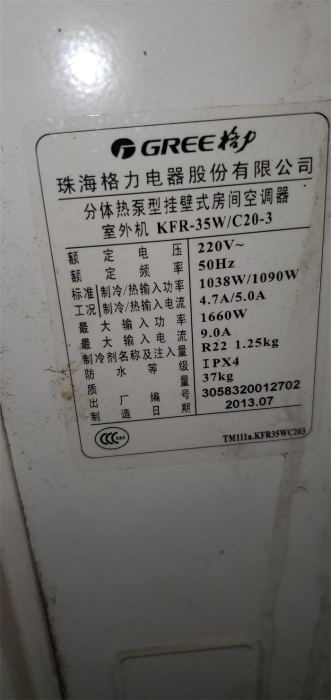 GREE 格力
珠海格力电器股份有限公司
分体热泵型挂壁式房间空调器
室外机 KFR-35W/C20-3
额定电压 220V~
额定频率 50Hz
标准工况 制冷/热输入功率 1038W/1090W
制冷/热输入电流 4.7A/5.0A
最大输入功率 1660W
最大输入电流 9.0A
制冷剂名称及注入量 R22 1.25kg
防水等级 IPX4
质量 37kg
出厂编号 3058320012702
制造日期 2013.07
CCC S&E
TM111a.KFR35WC203